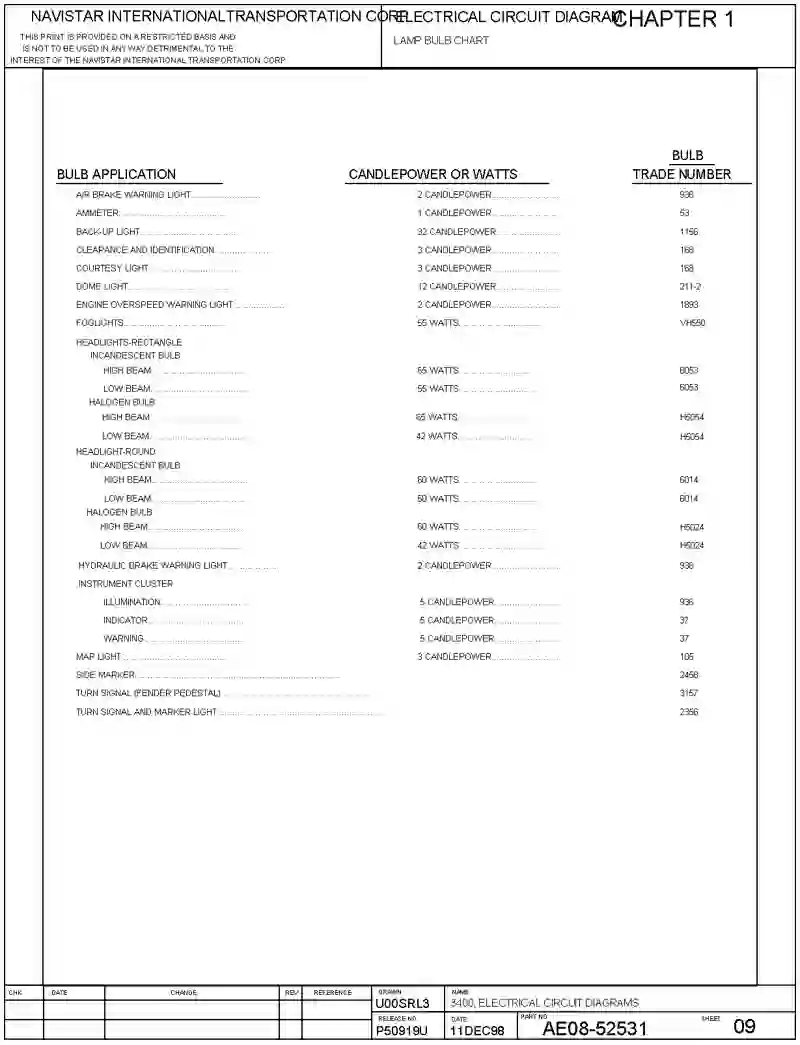 NAVISTAR INTERNATIONAL TRANSPORTATION CORP.
THIS PRINT IS PROVIDED ON A RESTRICTED BASIS AND
IS NOT TO BE USED IN ANY WAY DETRIMENTAL TO THE
INTEREST OF THE NAVISTAR INTERNATIONAL TRANSPORTATION CORP
ELECTRICAL CIRCUIT DIAGRAM
CHAPTER 1
LAMP BULB CHART
BULB
BULB APPLICATION CANDLEPOWER OR WATTS TRADE NUMBER
AIR BRAKE WARNING LIGHT 2 CANDLEPOWER 936
AMMETER 1 CANDLEPOWER 53
BACK-UP LIGHT 32 CANDLEPOWER 1156
CLEARANCE AND IDENTIFICATION 3 CANDLEPOWER 168
COURTESY LIGHT 3 CANDLEPOWER 168
DOME LIGHT 12 CANDLEPOWER 211-2
ENGINE OVERSPEED WARNING LIGHT 2 CANDLEPOWER 1893
FOGLIGHTS 55 WATTS VH550
HEADLIGHTS-RECTANGLE
INCANDESCENT BULB
HIGH BEAM 65 WATTS 6053
LOW BEAM 55 WATTS 6053
HALOGEN BULB
HIGH BEAM 65 WATTS H6054
LOW BEAM 42 WATTS H6054
HEADLIGHT-ROUND
INCANDESCENT BULB
HIGH BEAM 60 WATTS 6014
LOW BEAM 50 WATTS 6014
HALOGEN BULB
HIGH BEAM 60 WATTS H5024
LOW BEAM 42 WATTS H5024
HYDRAULIC BRAKE WARNING LIGHT 2 CANDLEPOWER 936
INSTRUMENT CLUSTER
ILLUMINATION 5 CANDLEPOWER 936
INDICATOR 5 CANDLEPOWER 37
WARNING 5 CANDLEPOWER 37
MAP LIGHT 3 CANDLEPOWER
SIDE MARKER 2456
TURN SIGNAL (FENDER PEDESTAL) 3157
TURN SIGNAL AND MARKER LIGHT 2356
CHK DATE CHANGE REV REFERENCE
DRAWN
U00SRL3
NAME
3400, ELECTRICAL CIRCUIT DIAGRAMS
RELEASE NO.
P50919U
DATE
11DEC98
PART NO
AE08-52531
SHEET
09